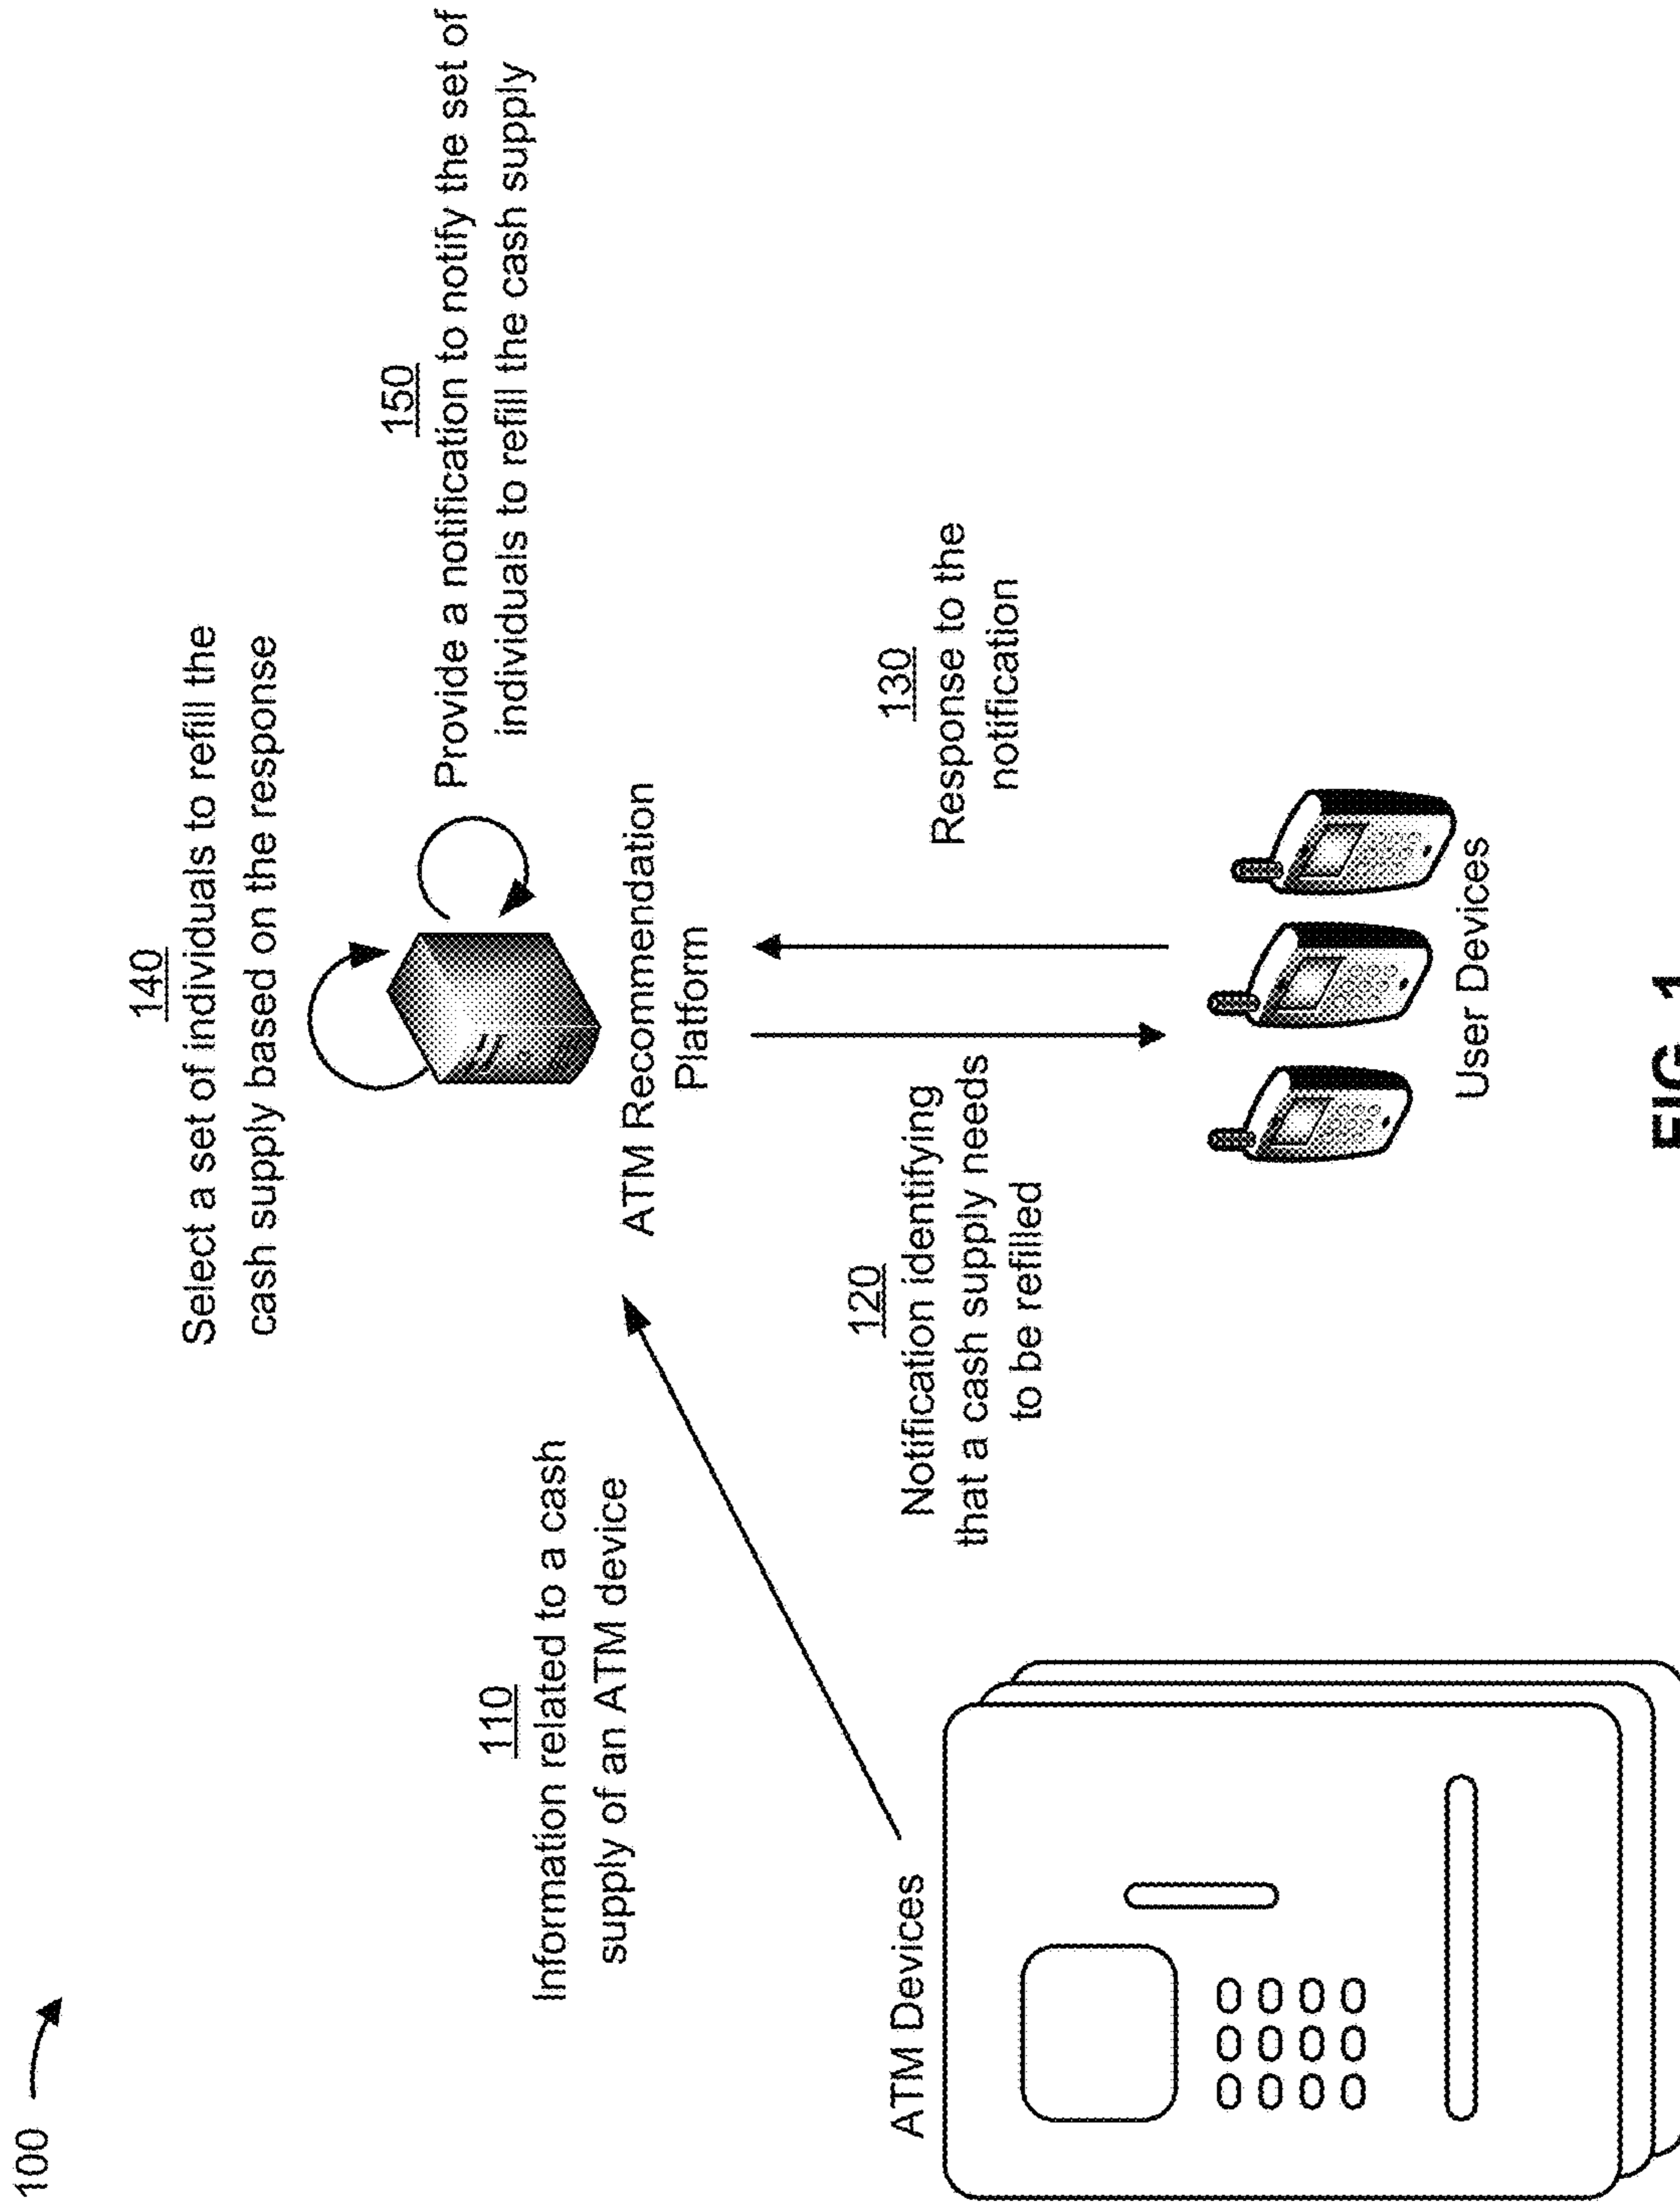 100
140
Select a set of individuals to refill the
cash supply based on the response
150
Provide a notification to notify the set of
individuals to refill the cash supply
110
Information related to a cash
supply of an ATM device
ATM Recommendation
Platform
120
Notification identifying
that a cash supply needs
to be refilled
130
Response to the
notification
ATM Devices
User Devices
FIG. 1